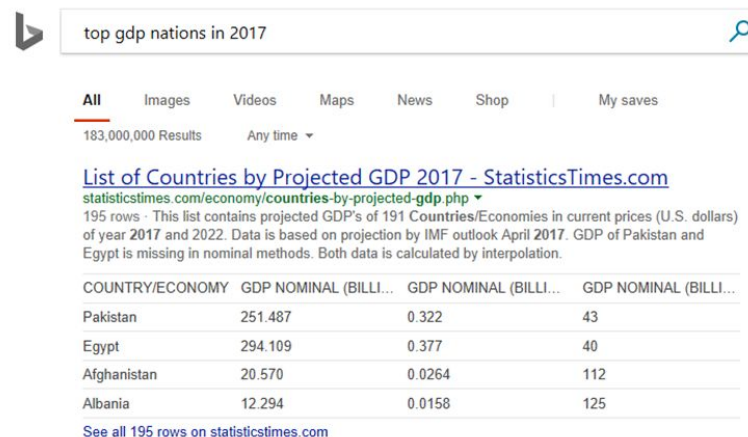 top gdp nations in 2017
All Images Videos Maps News Shop My saves
183,000,000 Results Any time
List of Countries by Projected GDP 2017 - StatisticsTimes.com
statisticstimes.com/economy/countries-by-projected-gdp.php
195 rows · This list contains projected GDP's of 191 Countries/Economies in current prices (U.S. dollars)
of year 2017 and 2022. Data is based on projection by IMF outlook April 2017. GDP of Pakistan and
Egypt is missing in nominal methods. Both data is calculated by interpolation.
COUNTRY/ECONOMY GDP NOMINAL (BILLI... GDP NOMINAL (BILLI... GDP NOMINAL (BILLI...
Pakistan 251.487 0.322 43
Egypt 294.109 0.377 40
Afghanistan 20.570 0.0264 112
Albania 12.294 0.0158 125
See all 195 rows on statisticstimes.com